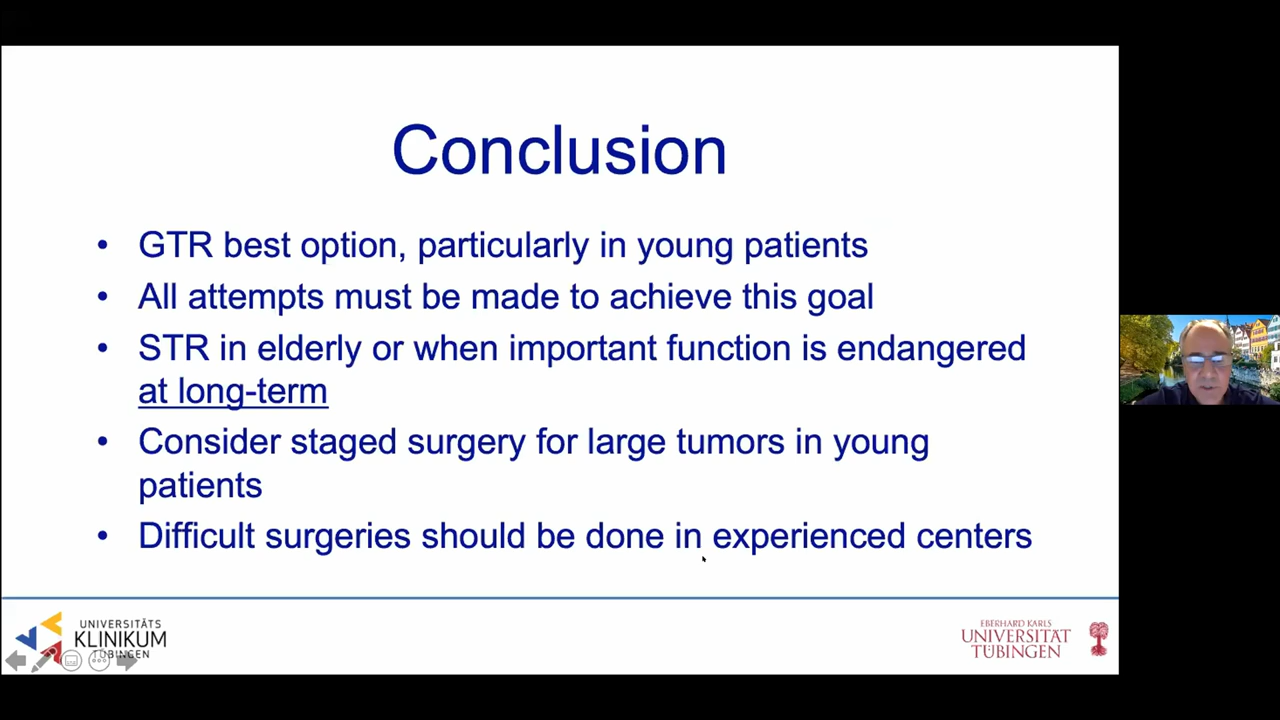 Conclusion
• GTR best option, particularly in young patients
• All attempts must be made to achieve this goal
• STR in elderly or when important function is endangered
at long-term
• Consider staged surgery for large tumors in young
patients
• Difficult surgeries should be done in experienced centers
UNIVERSITÄTS
KLINIKUM
TÜBINGEN
EBERHARD KARLS
UNIVERSITÄT
TÜBINGEN